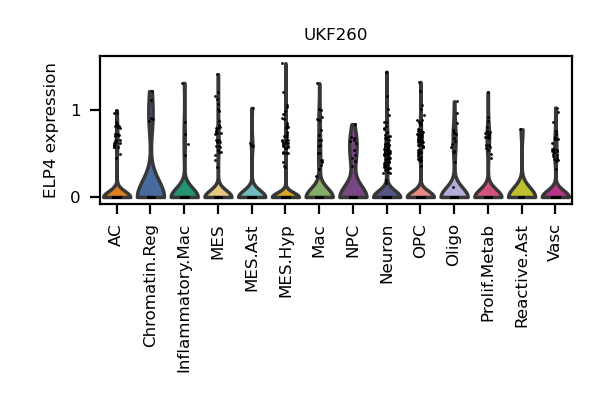 UKF260
ELP4 expression
1
0
AC
Chromatin.Reg
Inflammatory.Mac
MES
MES.Ast
MES.Hyp
Mac
NPC
Neuron
OPC
Oligo
Prolif.Metab
Reactive.Ast
Vasc